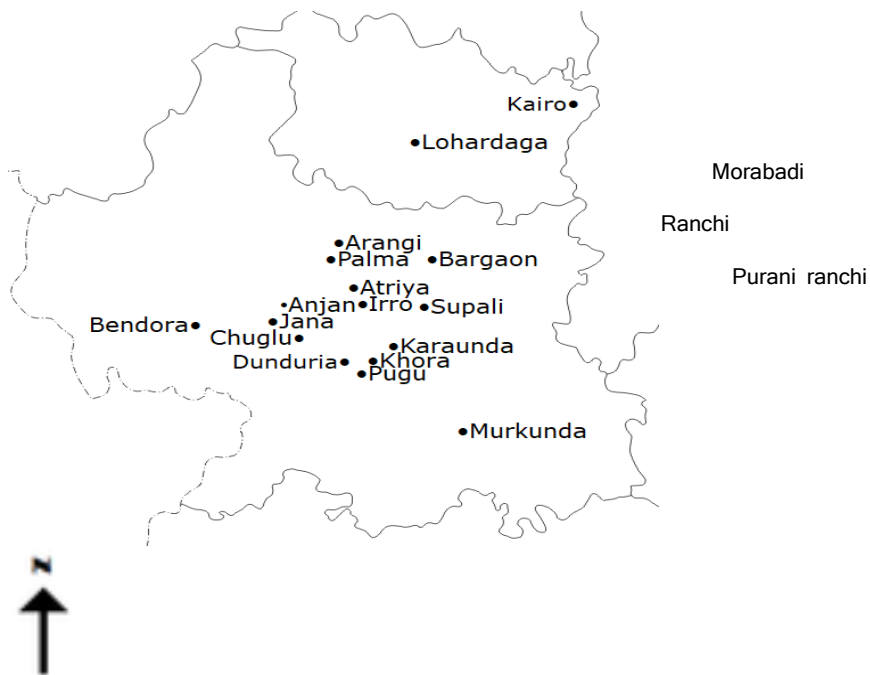 Kairo
Lohardaga
Morabadi
Ranchi
Arangi
Palma
Bargaon
Purani ranchi
Atriya
Anjan
Irro
Supali
Jana
Bendora
Chuglu
Karaunda
Dunduria
Khora
Pugu
Murkunda
N